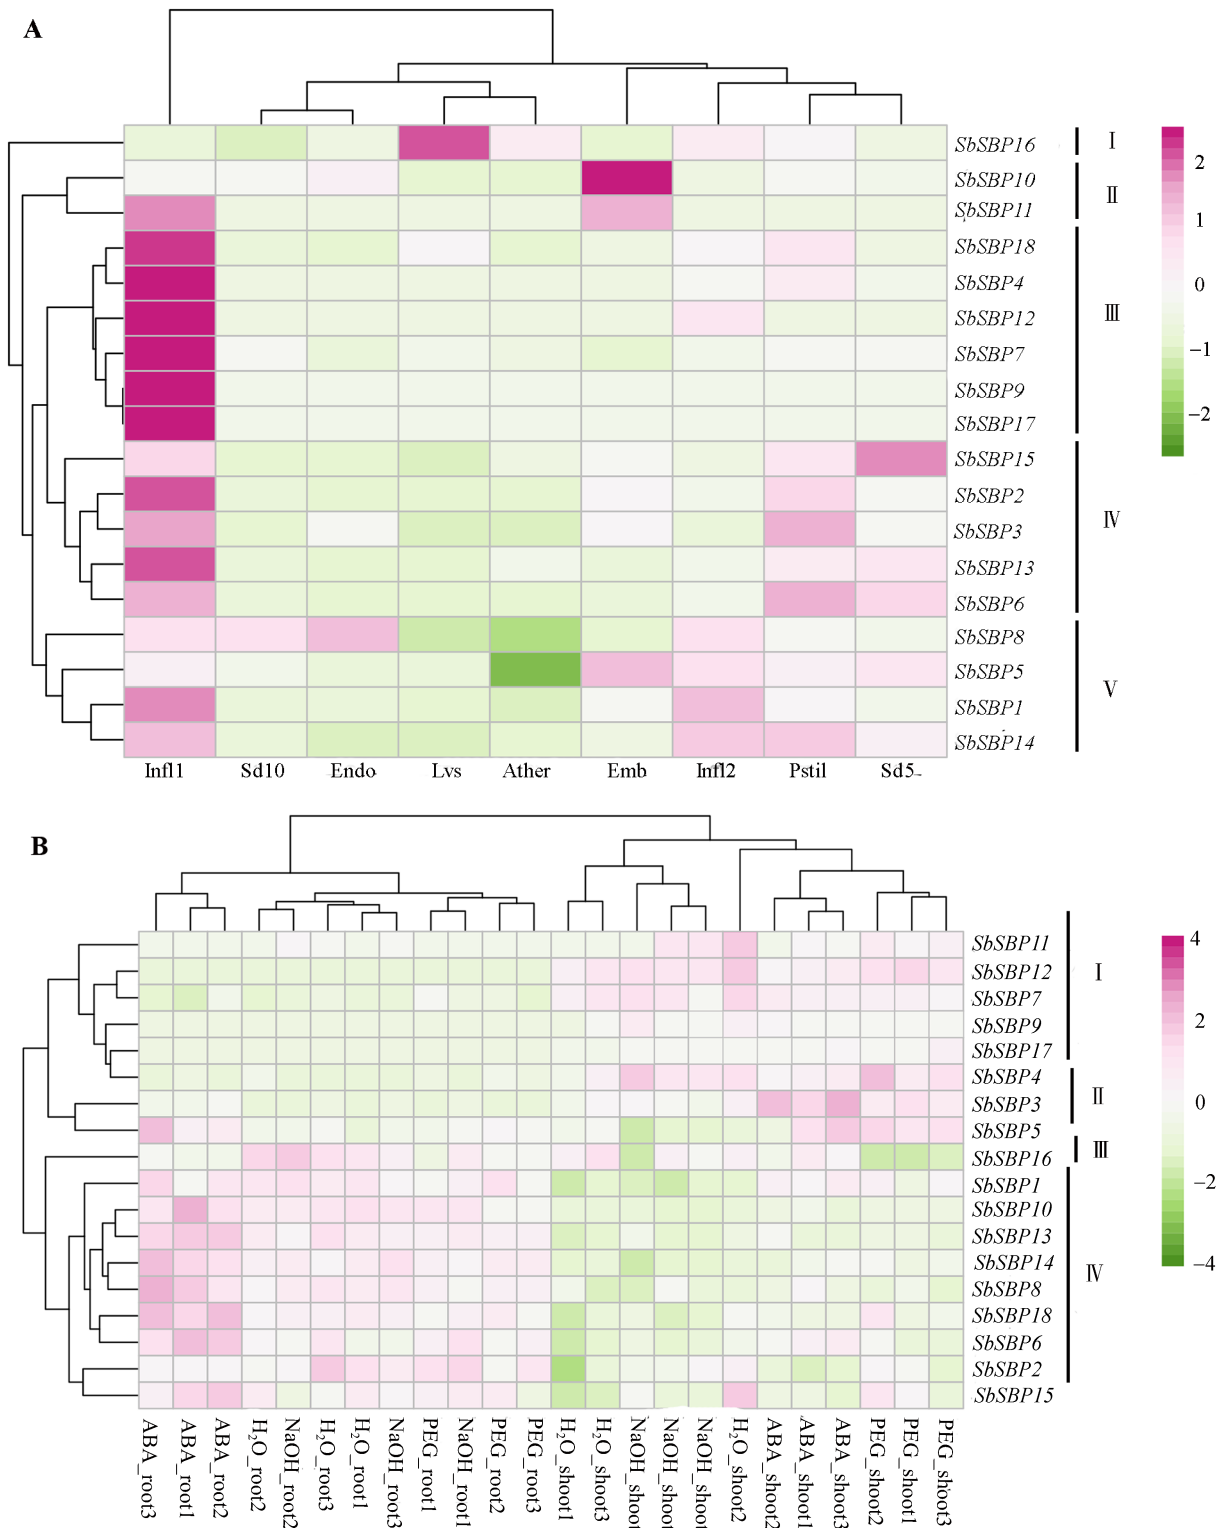 A
SbSBP16
SbSBP10
SbSBP11
SbSBP18
SbSBP4
SbSBP12
SbSBP7
SbSBP9
SbSBP17
SbSBP15
SbSBP2
SbSBP3
SbSBP13
SbSBP6
SbSBP8
SbSBP5
SbSBP1
SbSBP14
I
II
III
IV
V
2
1
0
−1
−2
Infl1 Sd10 Endo Lvs Ather Emb Infl2 Pstil Sd5
B
SbSBP11
SbSBP12
SbSBP7
SbSBP9
SbSBP17
SbSBP4
SbSBP3
SbSBP5
SbSBP16
SbSBP1
SbSBP10
SbSBP13
SbSBP14
SbSBP8
SbSBP18
SbSBP6
SbSBP2
SbSBP15
I
II
III
IV
4
2
0
−2
−4
ABA_root3
ABA_root1
ABA_root2
H₂O_root2
NaOH_root2
H₂O_root3
H₂O_root1
NaOH_root3
PEG_root1
NaOH_root1
PEG_root2
PEG_root3
H₂O_shoot1
H₂O_shoot3
NaOH_shoot
NaOH_shoot
NaOH_shoot
H₂O_shoot2
ABA_shoot2
ABA_shoot1
ABA_shoot3
PEG_shoot2
PEG_shoot1
PEG_shoot3